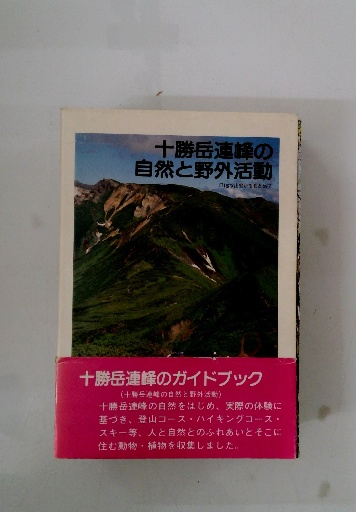 十勝岳連峰の
自然と野外活動
十勝岳連峰のガイドブック
(十勝岳連峰の自然と野外活動)
十勝岳連峰の自然をはじめ、実際の体験に
基づき、登山コース・ハイキングコース・
スキー等、人と自然とのふれあいとそこに
住む動物・植物を収集しました。